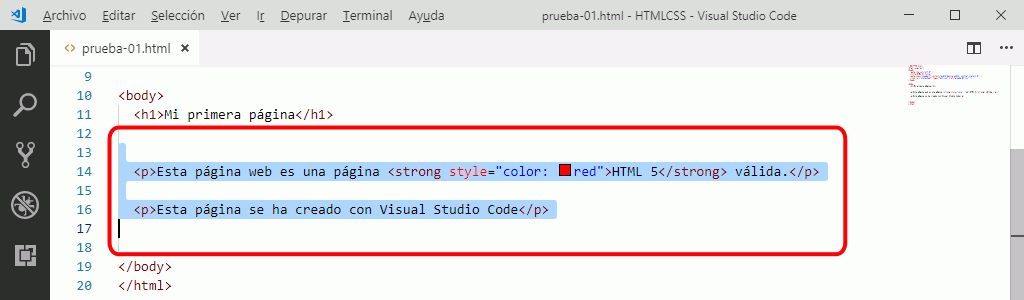 Archivo Editar Selección Ver Ir Depurar Terminal Ayuda prueba-01.html - HTMLCSS - Visual Studio Code
<> prueba-01.html ×
9
10 <body>
11 <h1>Mi primera página</h1>
12
13
14 <p>Esta página web es una página <strong style="color: red">HTML 5</strong> válida.</p>
15
16 <p>Esta página se ha creado con Visual Studio Code</p>
17
18
19 </body>
20 </html>